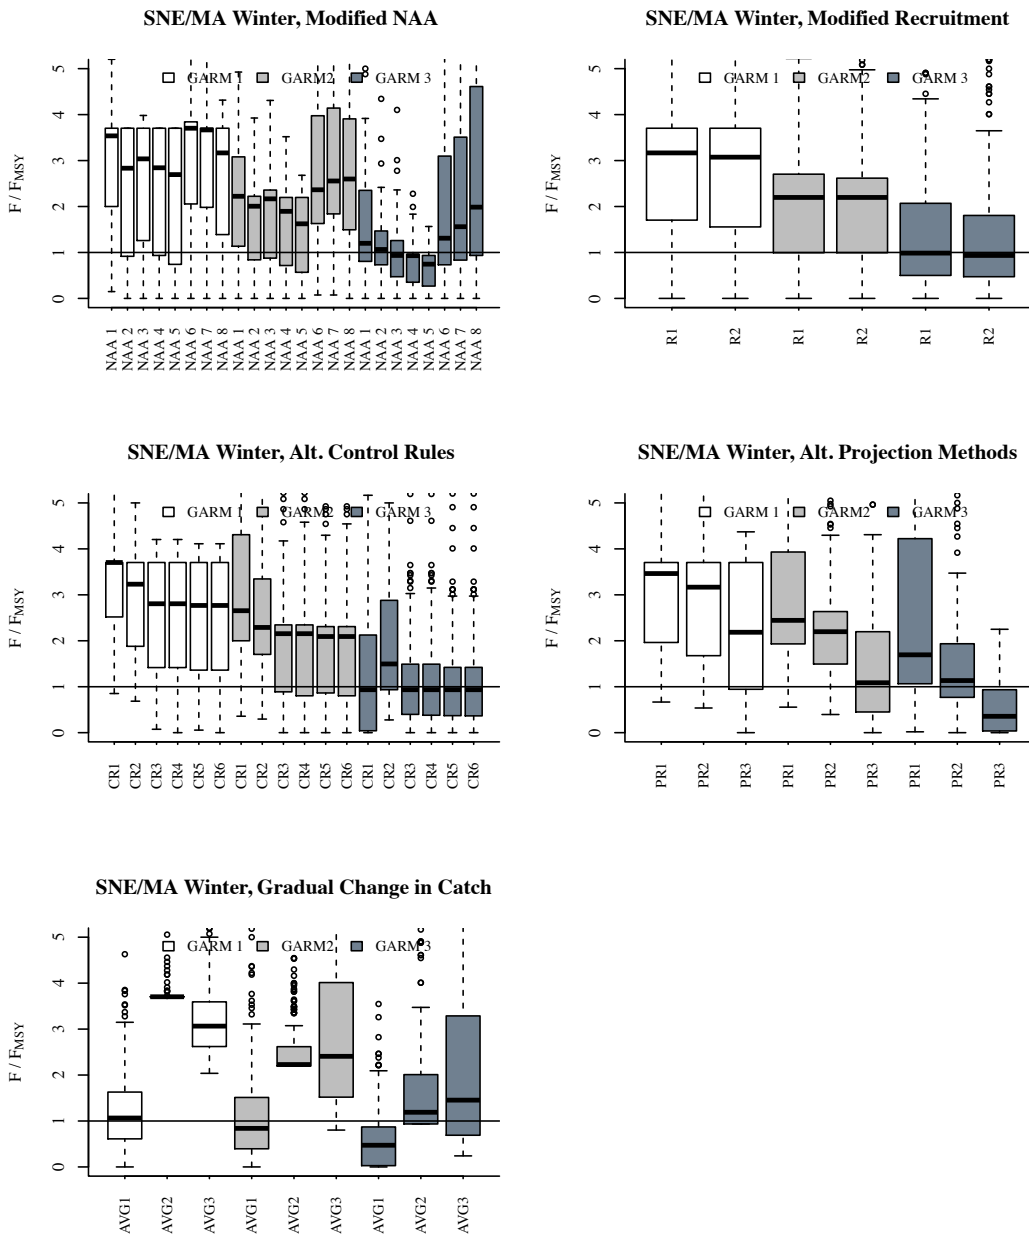 SNE/MA Winter, Modified NAA
F / FMSY
0 1 2 3 4 5
GARM 1 GARM2 GARM 3
NAA 1 NAA 2 NAA 3 NAA 4 NAA 5 NAA 6 NAA 7 NAA 8 NAA 1 NAA 2 NAA 3 NAA 4 NAA 5 NAA 6 NAA 7 NAA 8 NAA 1 NAA 2 NAA 3 NAA 4 NAA 5 NAA 6 NAA 7 NAA 8
SNE/MA Winter, Modified Recruitment
F / FMSY
0 1 2 3 4 5
GARM 1 GARM2 GARM 3
R1 R2 R1 R2 R1 R2
SNE/MA Winter, Alt. Control Rules
F / FMSY
0 1 2 3 4 5
GARM 1 GARM2 GARM 3
CR1 CR2 CR3 CR4 CR5 CR6 CR1 CR2 CR3 CR4 CR5 CR6 CR1 CR2 CR3 CR4 CR5 CR6
SNE/MA Winter, Alt. Projection Methods
F / FMSY
0 1 2 3 4 5
GARM 1 GARM2 GARM 3
PR1 PR2 PR3 PR1 PR2 PR3 PR1 PR2 PR3
SNE/MA Winter, Gradual Change in Catch
F / FMSY
0 1 2 3 4 5
GARM 1 GARM2 GARM 3
AVG1 AVG2 AVG3 AVG1 AVG2 AVG3 AVG1 AVG2 AVG3